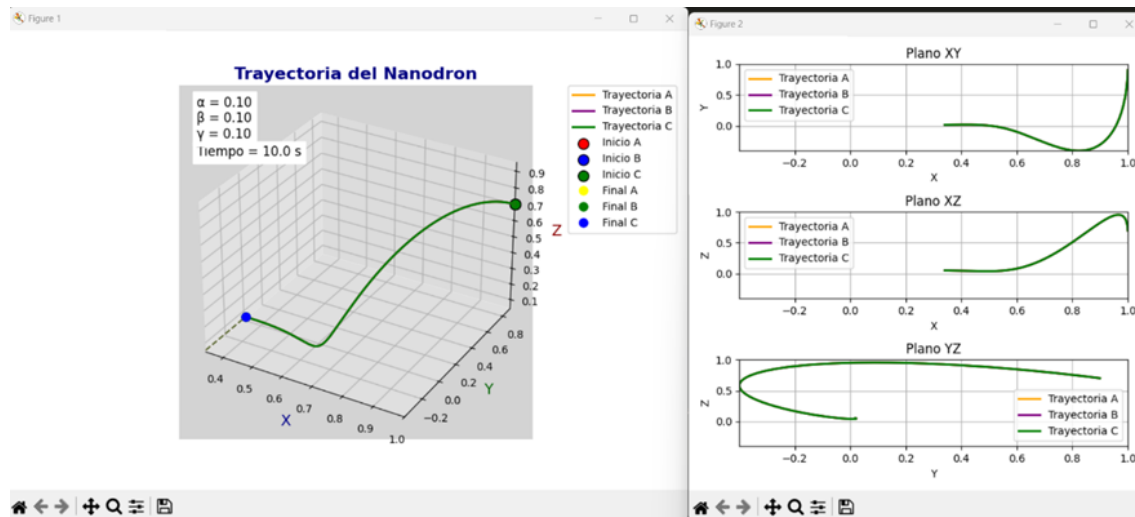 Figure 1
Trayectoria del Nanodron
α = 0.10
β = 0.10
γ = 0.10
Tiempo = 10.0 s
Trayectoria A
Trayectoria B
Trayectoria C
Inicio A
Inicio B
Inicio C
Final A
Final B
Final C
0.9
0.8
0.7
0.6
0.5
0.4
0.3
0.2
0.1
Z
0.8
0.6
0.4
0.2
0.0
−0.2
Y
0.4
0.5
0.6
0.7
0.8
0.9
1.0
X
Figure 2
Plano XY
Trayectoria A
Trayectoria B
Trayectoria C
1.0
0.5
0.0
Y
−0.2 0.0 0.2 0.4 0.6 0.8 1.0
X
Plano XZ
Trayectoria A
Trayectoria B
Trayectoria C
1.0
0.5
0.0
Z
−0.2 0.0 0.2 0.4 0.6 0.8 1.0
X
Plano YZ
1.0
0.5
0.0
Z
Trayectoria A
Trayectoria B
Trayectoria C
−0.2 0.0 0.2 0.4 0.6 0.8 1.0
Y